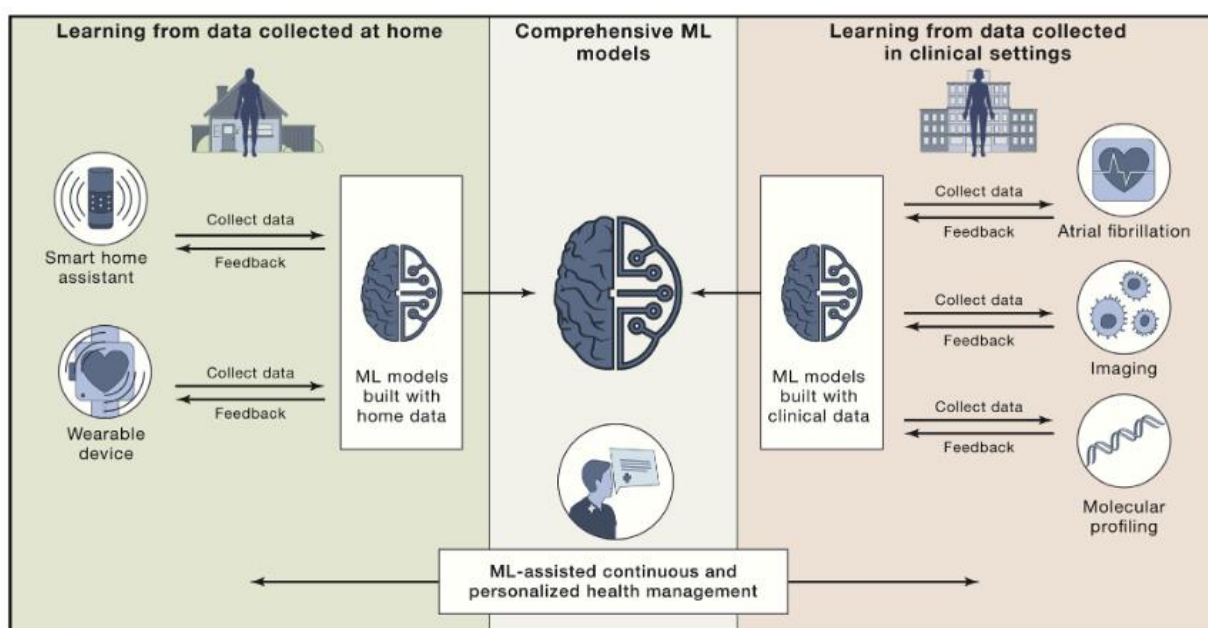 Learning from data collected at home
Comprehensive ML
models
Learning from data collected
in clinical settings
Smart home
assistant
Collect data
Feedback
Wearable
device
Collect data
Feedback
ML models
built with
home data
ML models
built with
clinical data
Collect data
Feedback
Atrial fibrillation
Collect data
Feedback
Imaging
Collect data
Feedback
Molecular
profiling
ML-assisted continuous and
personalized health management